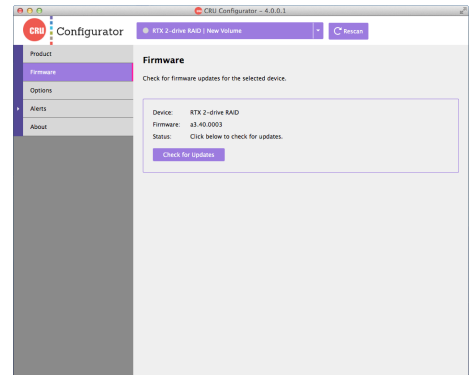 CRU Configurator - 4.0.0.1
CRU Configurator
RTX 2-drive RAID | New Volume
Rescan
Product
Firmware
Options
Alerts
About
Firmware
Check for firmware updates for the selected device.
Device: RTX 2-drive RAID
Firmware: a3.40.0003
Status: Click below to check for updates.
Check for Updates